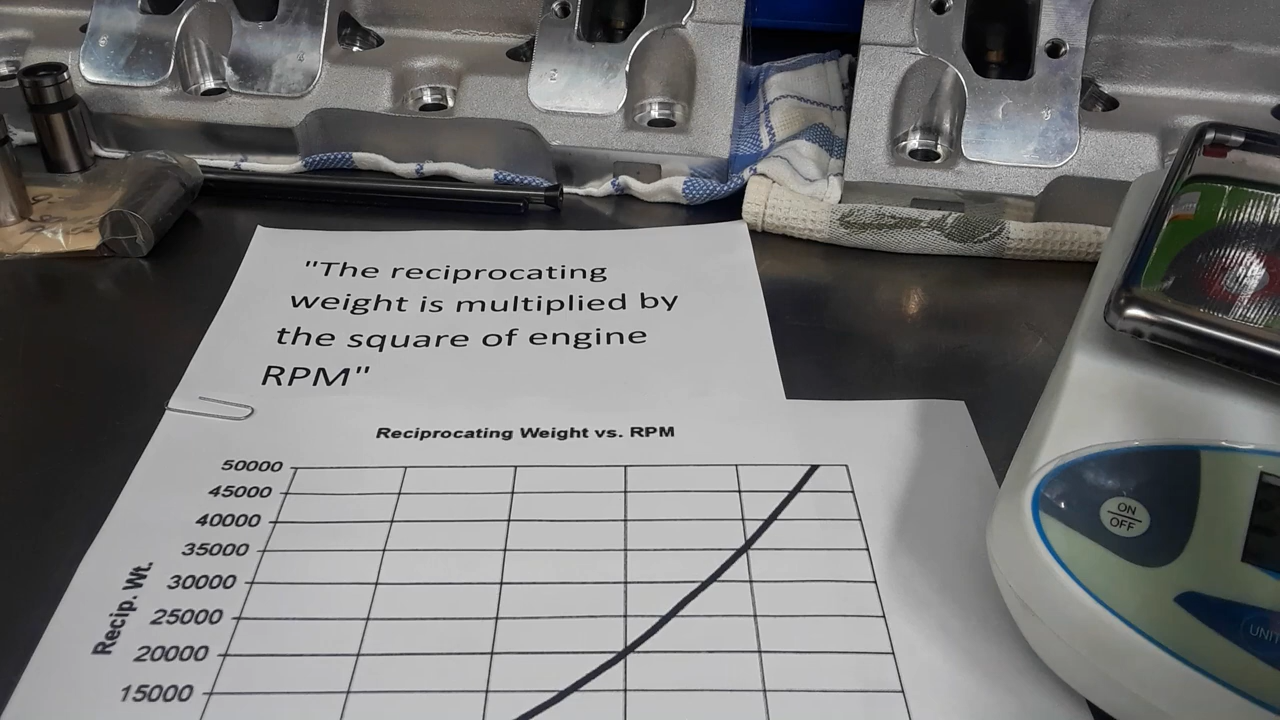 "The reciprocating
weight is multiplied by
the square of engine
RPM"
Reciprocating Weight vs. RPM
50000
45000
40000
35000
30000
25000
20000
15000
Recip. Wt.
ON
OFF